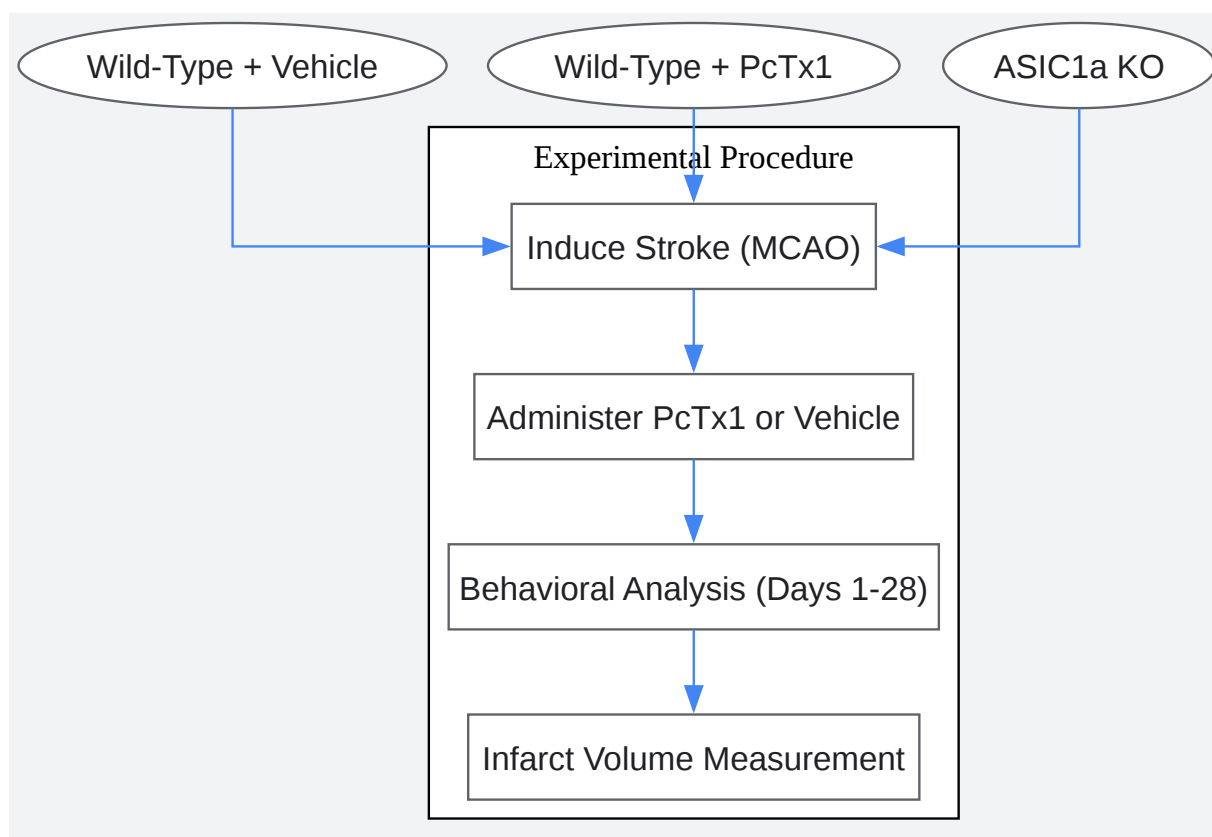 Wild-Type + Vehicle
Wild-Type + PcTx1
ASIC1a KO
Experimental Procedure
Induce Stroke (MCAO)
Administer PcTx1 or Vehicle
Behavioral Analysis (Days 1-28)
Infarct Volume Measurement